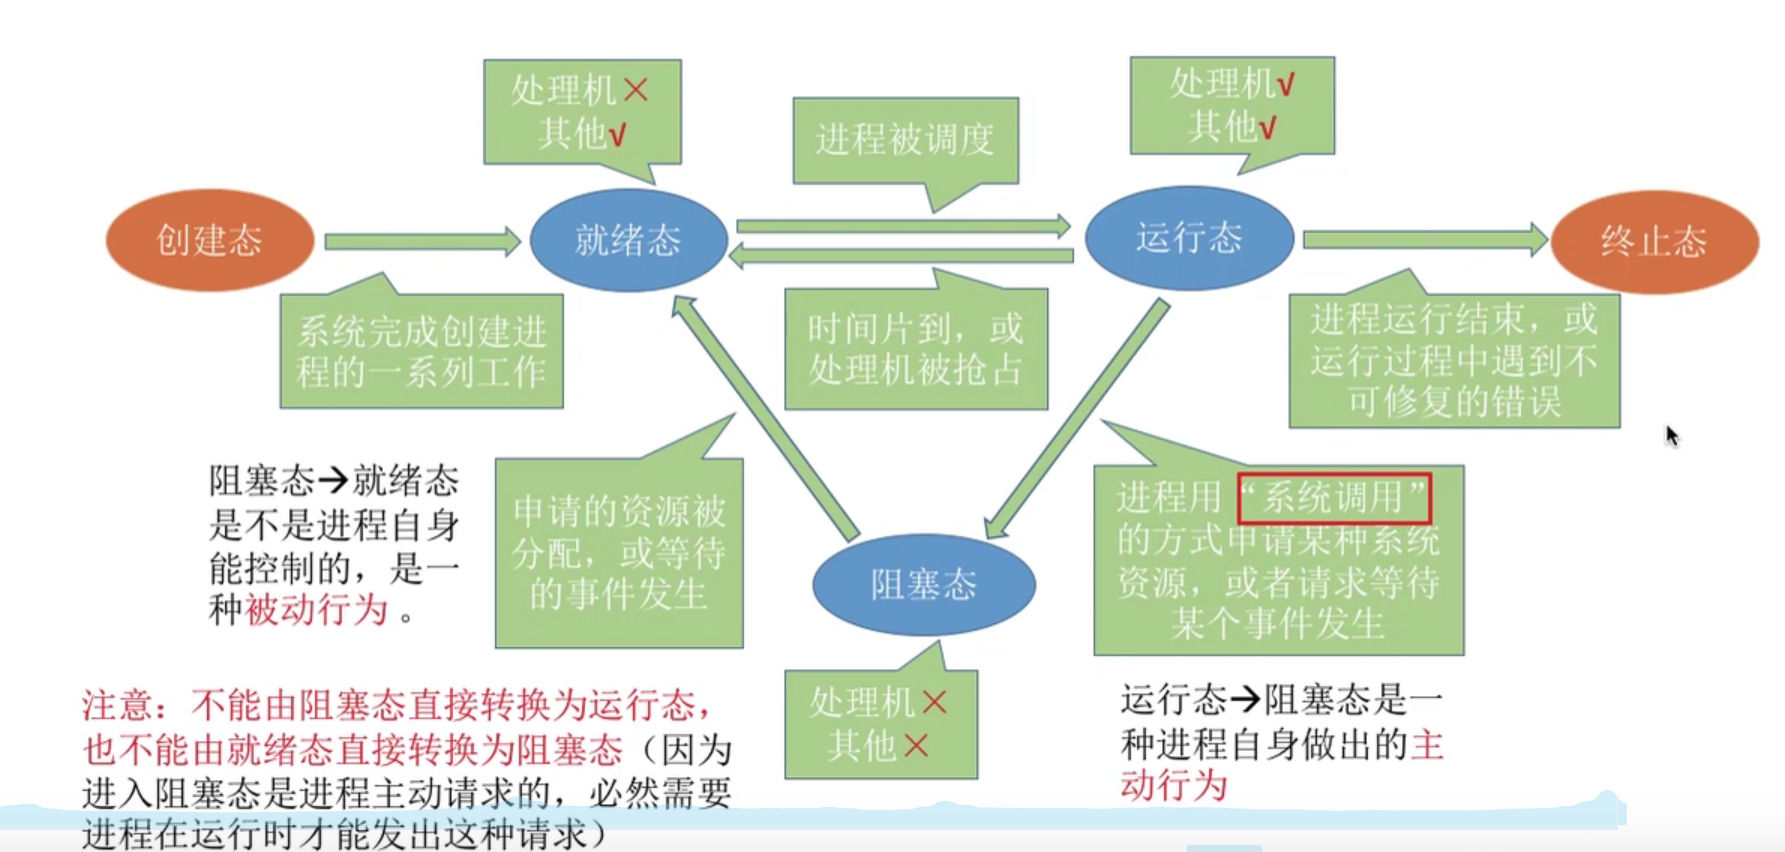 处理机×
其他√
进程被调度
处理机√
其他√
创建态
就绪态
运行态
终止态
系统完成创建进
程的一系列工作
时间片到，或
处理机被抢占
进程运行结束，或
运行过程中遇到不
可修复的错误
阻塞态→就绪态
是不是进程自身
能控制的，是一
种被动行为 。
申请的资源被
分配，或等待
的事件发生
进程用“系统调用”
的方式申请某种系统
资源，或者请求等待
某个事件发生
阻塞态
处理机×
其他×
运行态→阻塞态是一
种进程自身做出的主
动行为
注意：不能由阻塞态直接转换为运行态，
也不能由就绪态直接转换为阻塞态（因为
进入阻塞态是进程主动请求的，必然需要
进程在运行时才能发出这种请求）